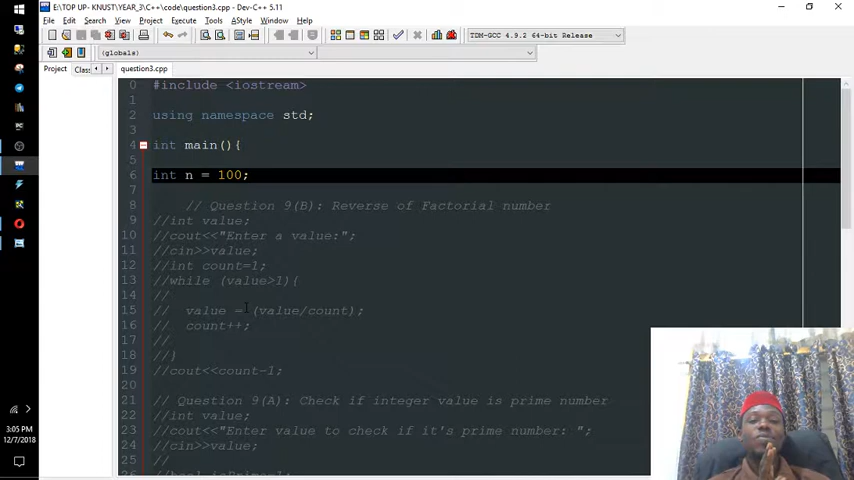 E:\TOP UP- KNUST\YEAR_3\C++\code\question3.cpp - Dev-C++ 5.11
File Edit Search View Project Execute Tools AStyle Window Help
TDM-GCC 4.9.2 64-bit Release
(globals)
Project Class question3.cpp
0 #include <iostream>
1
2 using namespace std;
3
4 int main(){
5
6 int n = 100;
7
8 // Question 9(B): Reverse of Factorial number
9 //int value;
10 //cout<<"Enter a value:";
11 //cin>>value;
12 //int count=1;
13 //while (value>1){
14 //
15 // value = (value/count);
16 // count++;
17 //
18 //}
19 //cout<<count-1;
20
21 // Question 9(A): Check if integer value is prime number
22 //int value;
23 //cout<<"Enter value to check if it's prime number: ";
24 //cin>>value;
25 //
26 //bool isPrime=1;
3:05 PM
12/7/2018